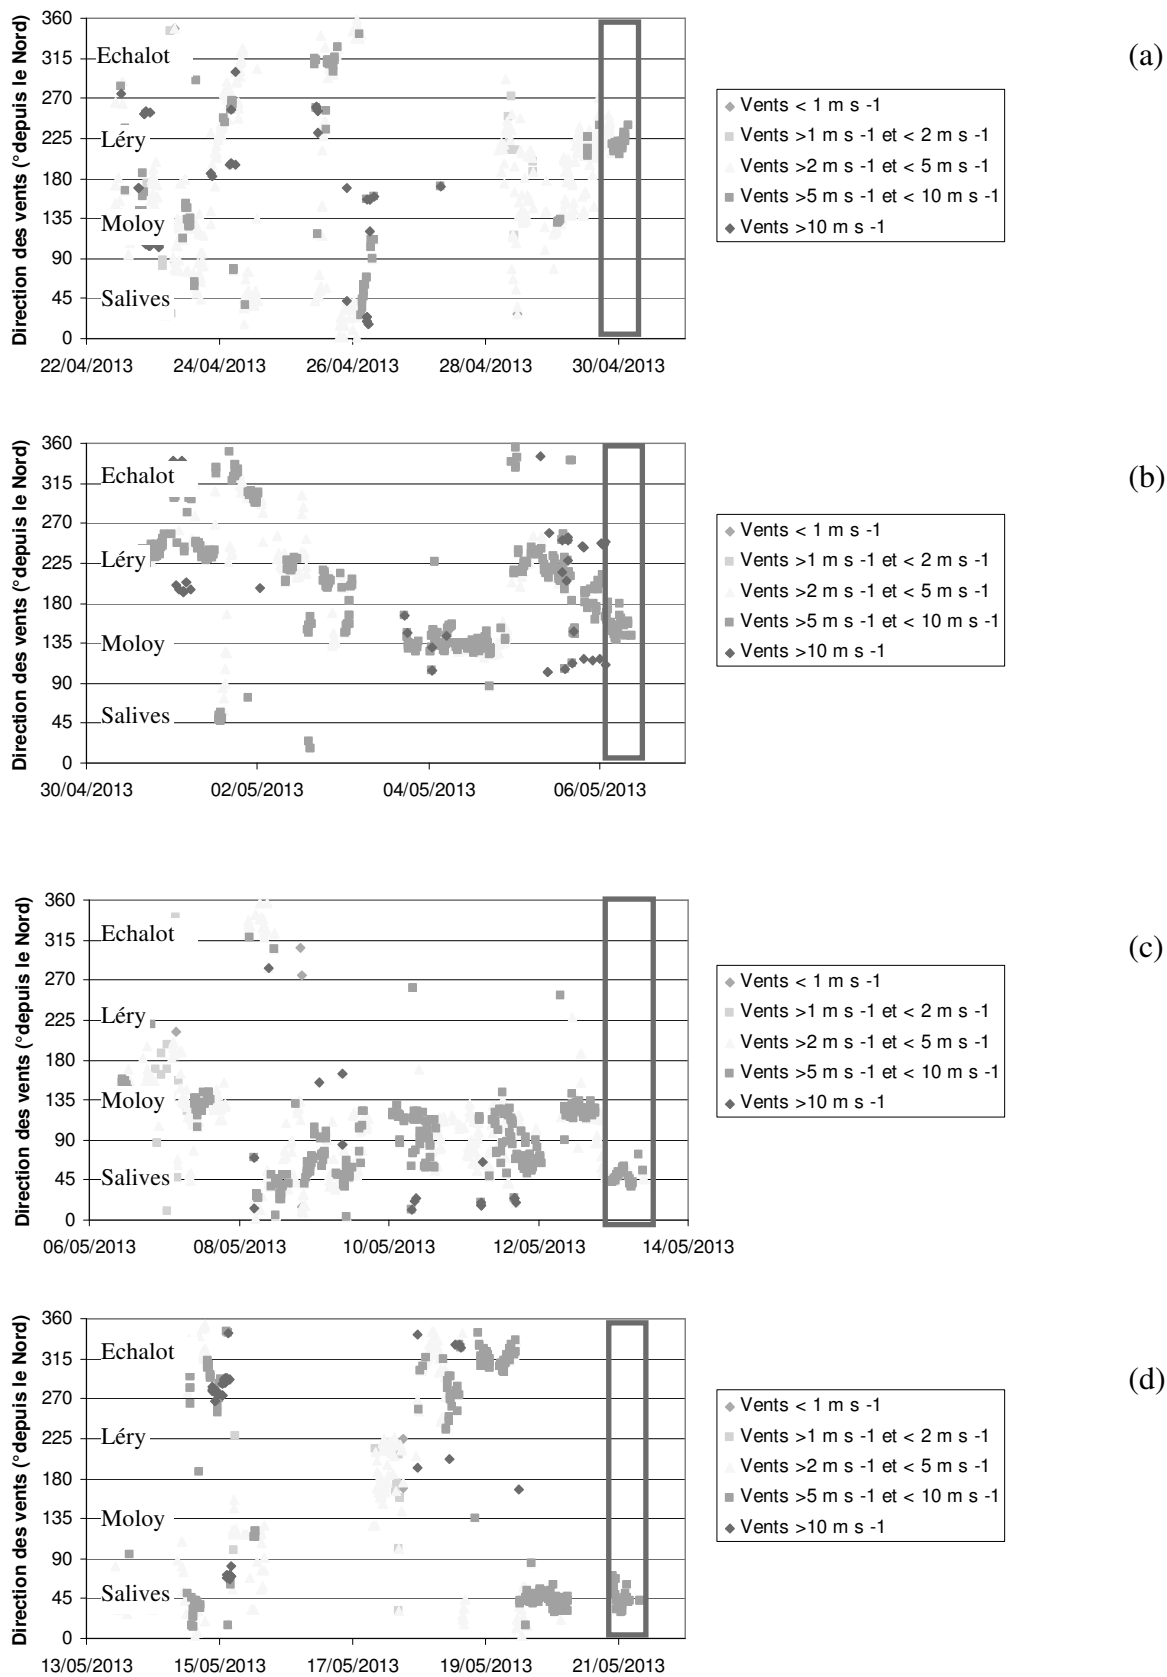 Direction des vents (°depuis le Nord)
360
315
270
225
180
135
90
45
0
Echalot
Léry
Moloy
Salives
22/04/2013 24/04/2013 26/04/2013 28/04/2013 30/04/2013
Vents < 1 m s -1
Vents >1 m s -1 et < 2 m s -1
Vents >2 m s -1 et < 5 m s -1
Vents >5 m s -1 et < 10 m s -1
Vents >10 m s -1
(a)
Direction des vents (°depuis le Nord)
360
315
270
225
180
135
90
45
0
Echalot
Léry
Moloy
Salives
30/04/2013 02/05/2013 04/05/2013 06/05/2013
Vents < 1 m s -1
Vents >1 m s -1 et < 2 m s -1
Vents >2 m s -1 et < 5 m s -1
Vents >5 m s -1 et < 10 m s -1
Vents >10 m s -1
(b)
Direction des vents (°depuis le Nord)
360
315
270
225
180
135
90
45
0
Echalot
Léry
Moloy
Salives
06/05/2013 08/05/2013 10/05/2013 12/05/2013 14/05/2013
Vents < 1 m s -1
Vents >1 m s -1 et < 2 m s -1
Vents >2 m s -1 et < 5 m s -1
Vents >5 m s -1 et < 10 m s -1
Vents >10 m s -1
(c)
Direction des vents (°depuis le Nord)
360
315
270
225
180
135
90
45
0
Echalot
Léry
Moloy
Salives
13/05/2013 15/05/2013 17/05/2013 19/05/2013 21/05/2013
Vents < 1 m s -1
Vents >1 m s -1 et < 2 m s -1
Vents >2 m s -1 et < 5 m s -1
Vents >5 m s -1 et < 10 m s -1
Vents >10 m s -1
(d)